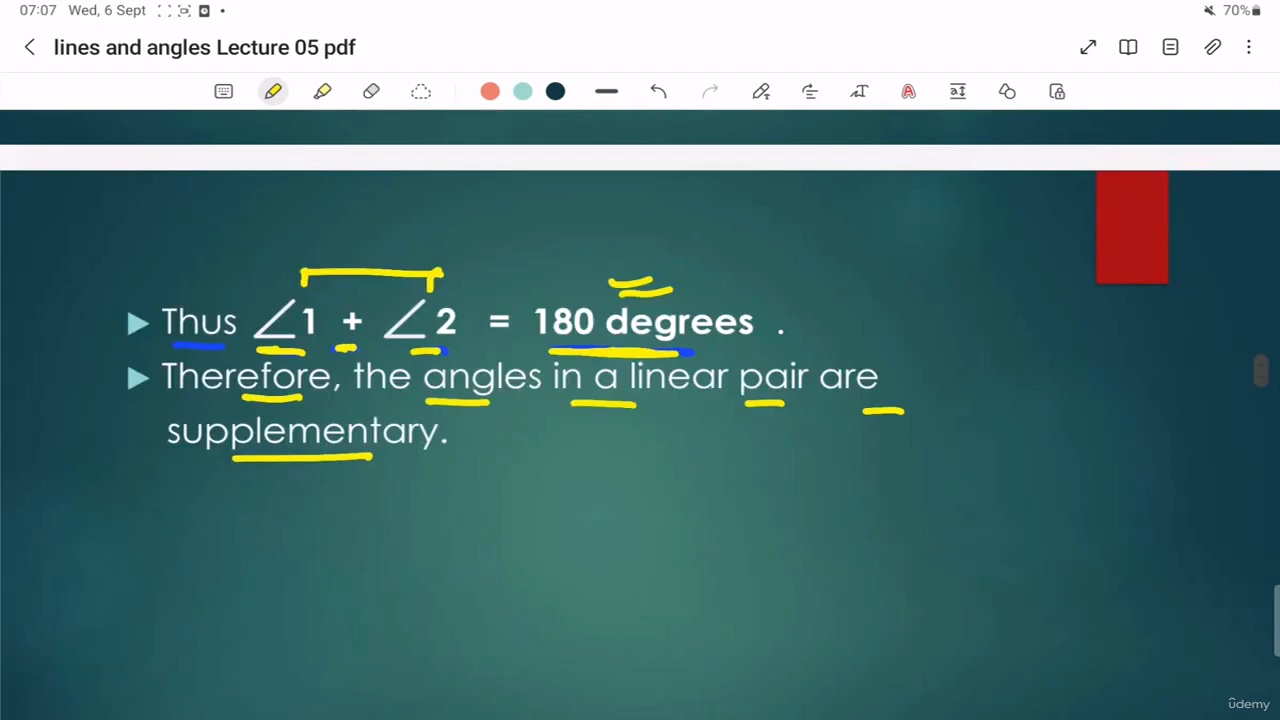 07:07 Wed, 6 Sept 70%
lines and angles Lecture 05 pdf
Thus ∠1 + ∠2 = 180 degrees .
Therefore, the angles in a linear pair are
supplementary.
ûdemy